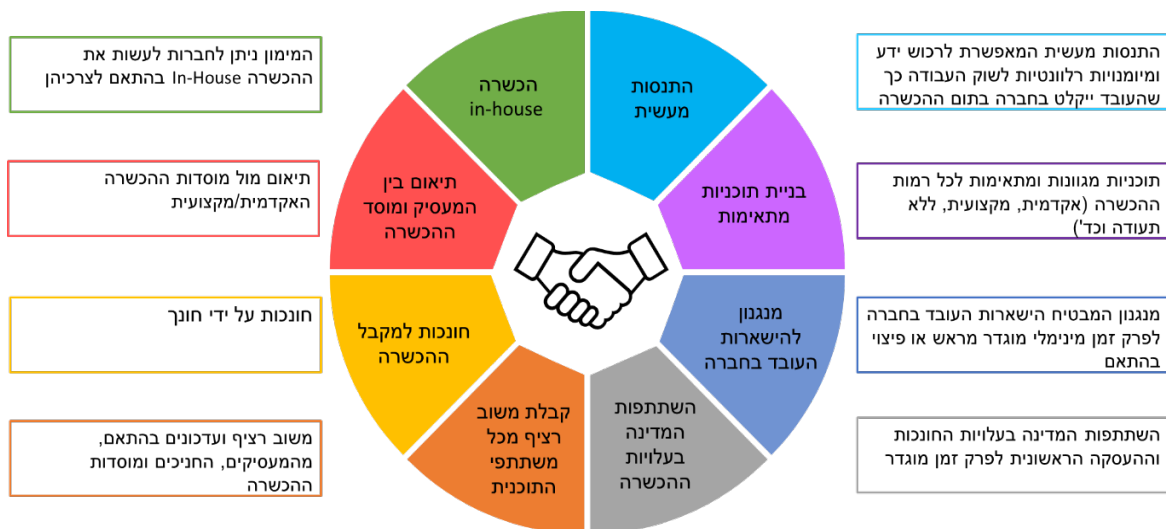 התנסות מעשית המאפשרת לרכוש ידע
ומיומנויות רלוונטיות לשוק העבודה כך
שהעובד ייקלט בחברה בתום ההכשרה
תוכניות מגוונות ומתאימות לכל רמות
ההכשרה (אקדמית, מקצועית, ללא
תעודה וכד')
מנגנון המבטיח הישארות העובד בחברה
לפרק זמן מינימלי מוגדר מראש או פיצוי
בהתאם
השתתפות המדינה בעלויות החונכות
וההעסקה הראשונית לפרק זמן מוגדר
התנסות
מעשית
בניית תוכניות
מתאימות
מנגנון
להישארות
העובד בחברה
השתתפות
המדינה
בעלויות
ההכשרה
קבלת משוב
רציף מכל
משתתפי
התוכנית
חונכות למקבל
ההכשרה
תיאום בין
המעסיק ומוסד
ההכשרה
הכשרה
in-house
המימון ניתן לחברות לעשות את
ההכשרה In-House בהתאם לצרכיהן
תיאום מול מוסדות ההכשרה
האקדמית/מקצועית
חונכות על ידי חונך
משוב רציף ועדכונים בהתאם,
מהמעסיקים, החניכים ומוסדות
ההכשרה